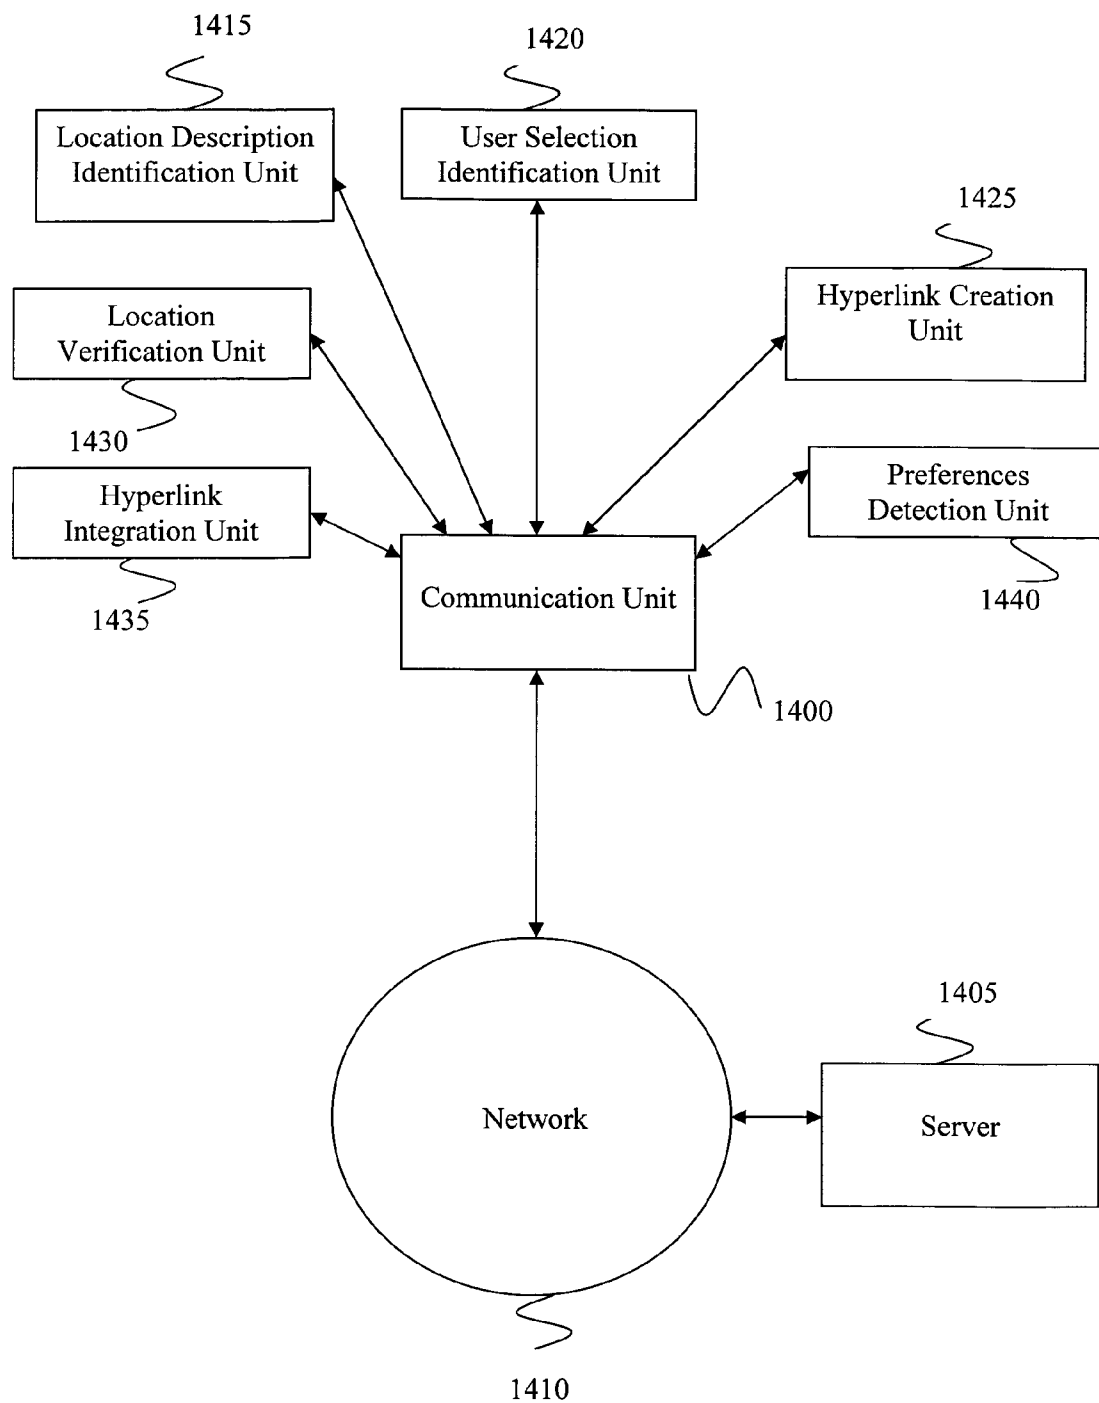 1415
1420
Location Description
Identification Unit
User Selection
Identification Unit
1425
Hyperlink Creation
Unit
Location
Verification Unit
1430
Hyperlink
Integration Unit
1435
Preferences
Detection Unit
1440
Communication Unit
1400
1405
Network
Server
1410